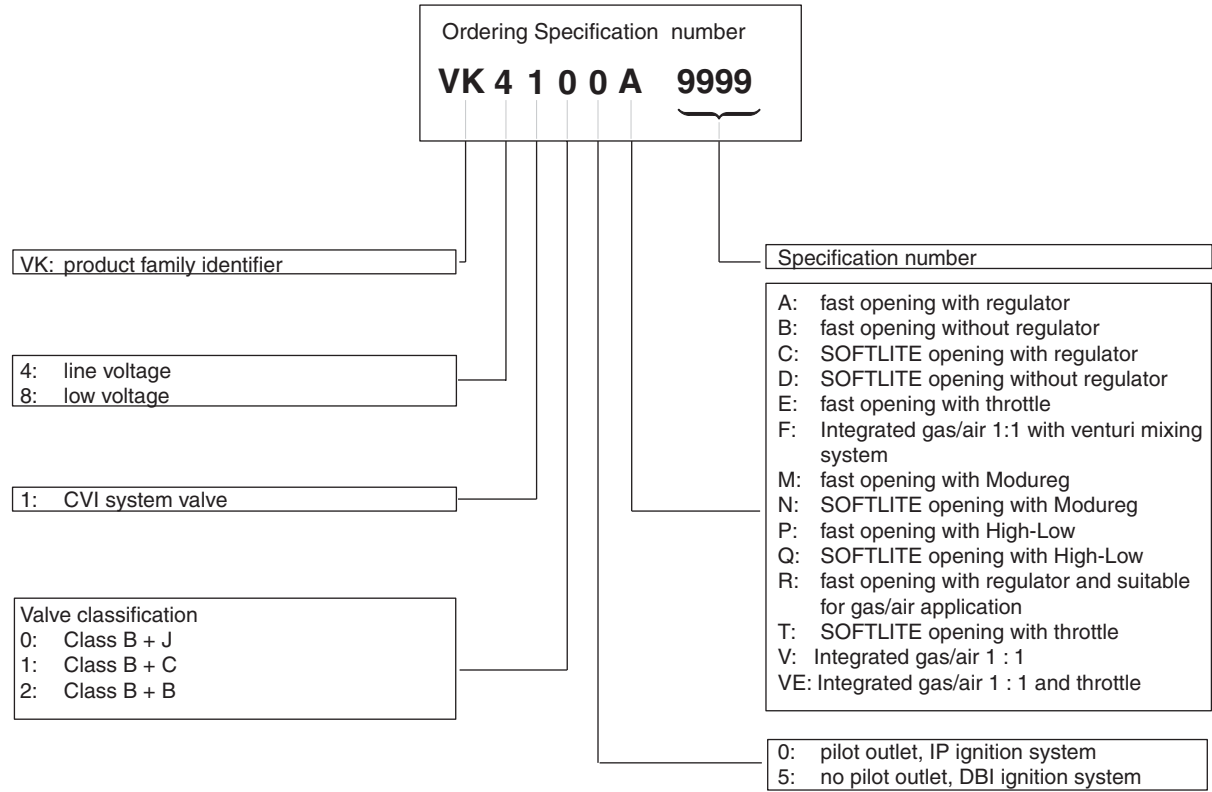 Ordering Specification number
VK 4 1 0 0 A 9999
VK: product family identifier
4: line voltage
8: low voltage
1: CVI system valve
Valve classification
0: Class B + J
1: Class B + C
2: Class B + B
Specification number
A: fast opening with regulator
B: fast opening without regulator
C: SOFTLITE opening with regulator
D: SOFTLITE opening without regulator
E: fast opening with throttle
F: Integrated gas/air 1:1 with venturi mixing
system
M: fast opening with Modureg
N: SOFTLITE opening with Modureg
P: fast opening with High-Low
Q: SOFTLITE opening with High-Low
R: fast opening with regulator and suitable
for gas/air application
T: SOFTLITE opening with throttle
V: Integrated gas/air 1 : 1
VE: Integrated gas/air 1 : 1 and throttle
0: pilot outlet, IP ignition system
5: no pilot outlet, DBI ignition system